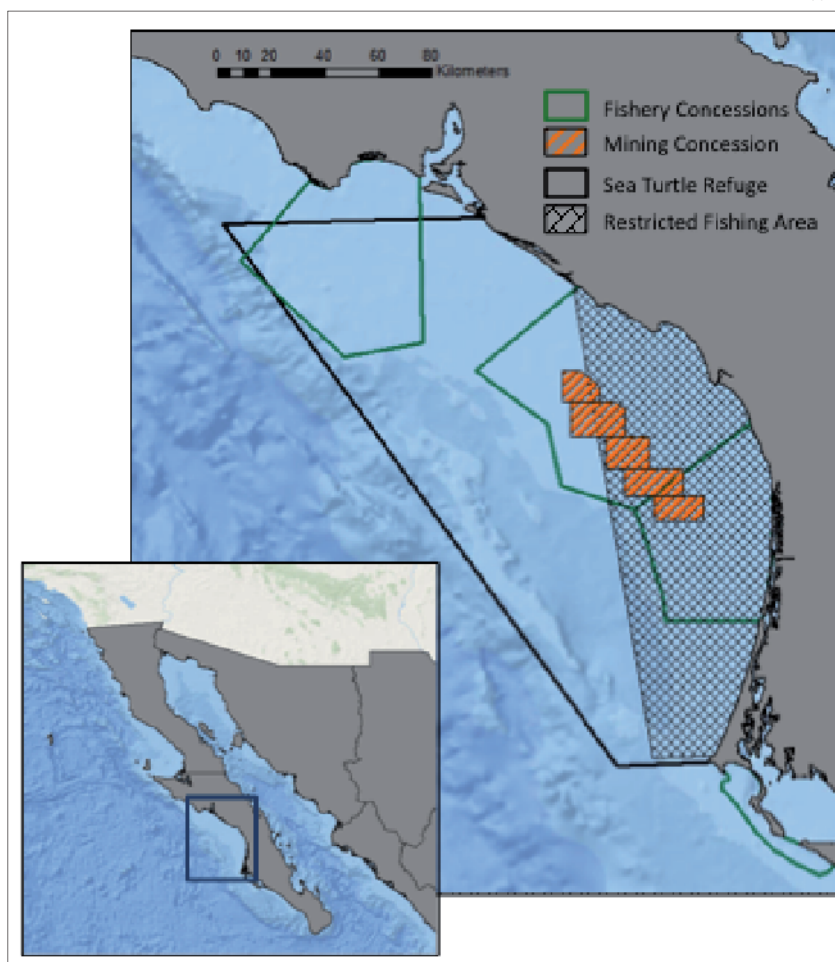 0 10 20 40 60 80
Kilometers
Fishery Concessions
Mining Concession
Sea Turtle Refuge
Restricted Fishing Area